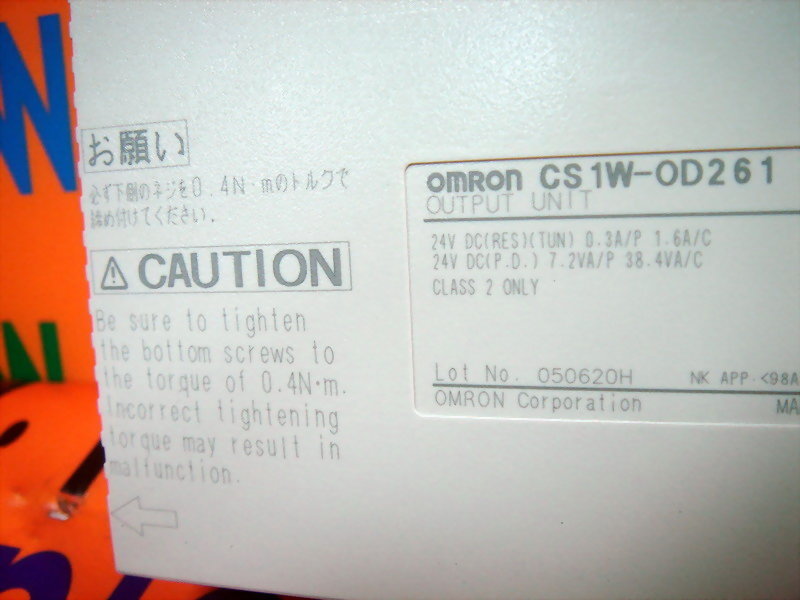 お願い
必ず下側のネジを0.4N·mのトルクで
締め付けてください。
CAUTION
Be sure to tighten
the bottom screws to
the torque of 0.4N·m.
Incorrect tightening
torque may result in
malfunction.
omron CS1W-OD261
OUTPUT UNIT
24V DC(RES)(TUN) 0.3A/P 1.6A/C
24V DC(P.D.) 7.2VA/P 38.4VA/C
CLASS 2 ONLY
Lot No. 050620H NK APP.<98A
OMRON Corporation MA
W
W